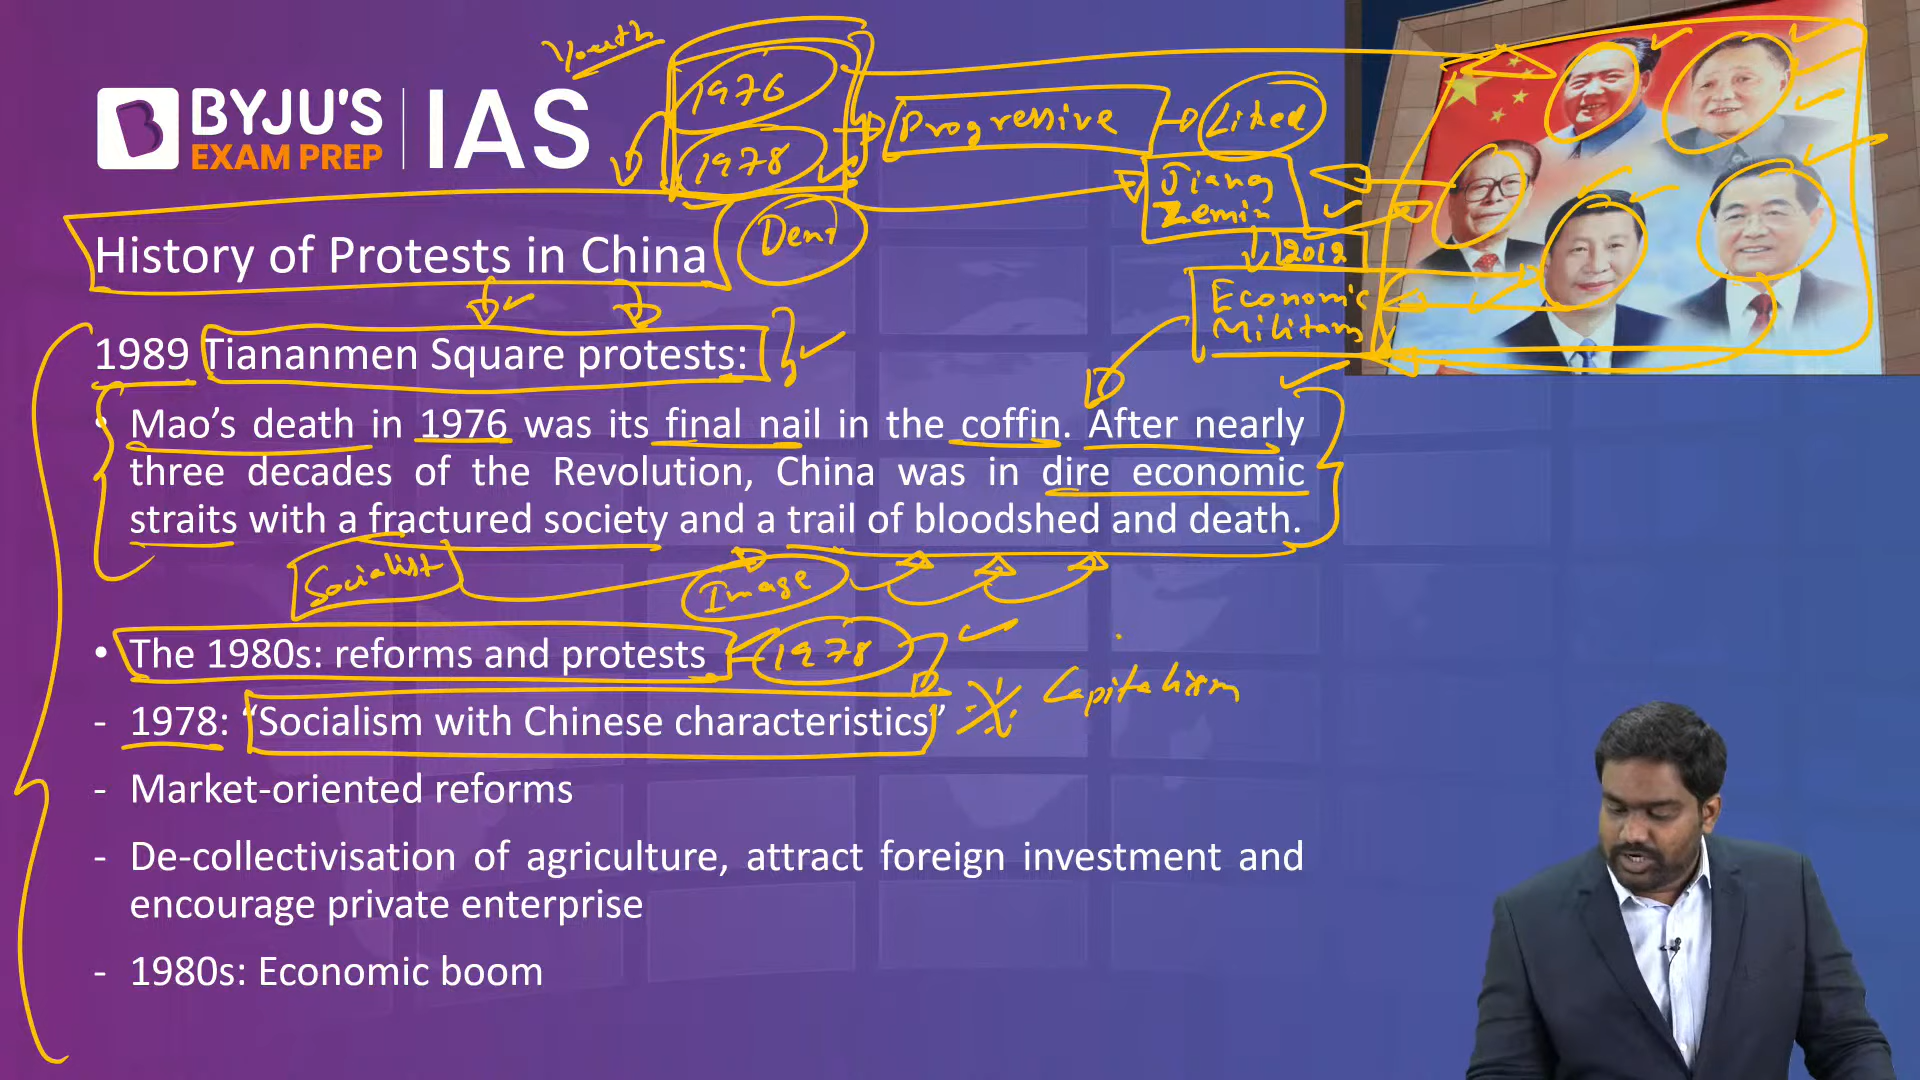 Youth
1976
1978
Progressive
Liked
BYJU'S
EXAM PREP
IAS
Jiang
Zemin
Deng
2012
History of Protests in China
Economic
Military
1989 Tiananmen Square protests:
• Mao's death in 1976 was its final nail in the coffin. After nearly
three decades of the Revolution, China was in dire economic
straits with a fractured society and a trail of bloodshed and death.
Socialist
Image
• The 1980s: reforms and protests
1978
Capitalism
- 1978: “Socialism with Chinese characteristics”
- Market-oriented reforms
- De-collectivisation of agriculture, attract foreign investment and
encourage private enterprise
- 1980s: Economic boom